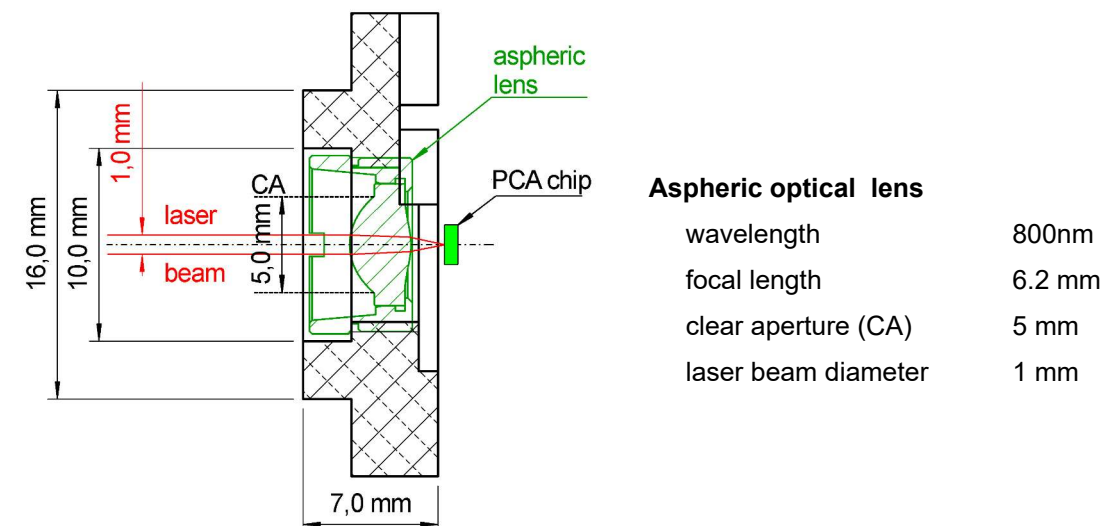 aspheric
lens
PCA chip
CA
laser
beam
1,0 mm
5,0 mm
10,0 mm
16,0 mm
7,0 mm
Aspheric optical lens
wavelength 800nm
focal length 6.2 mm
clear aperture (CA) 5 mm
laser beam diameter 1 mm